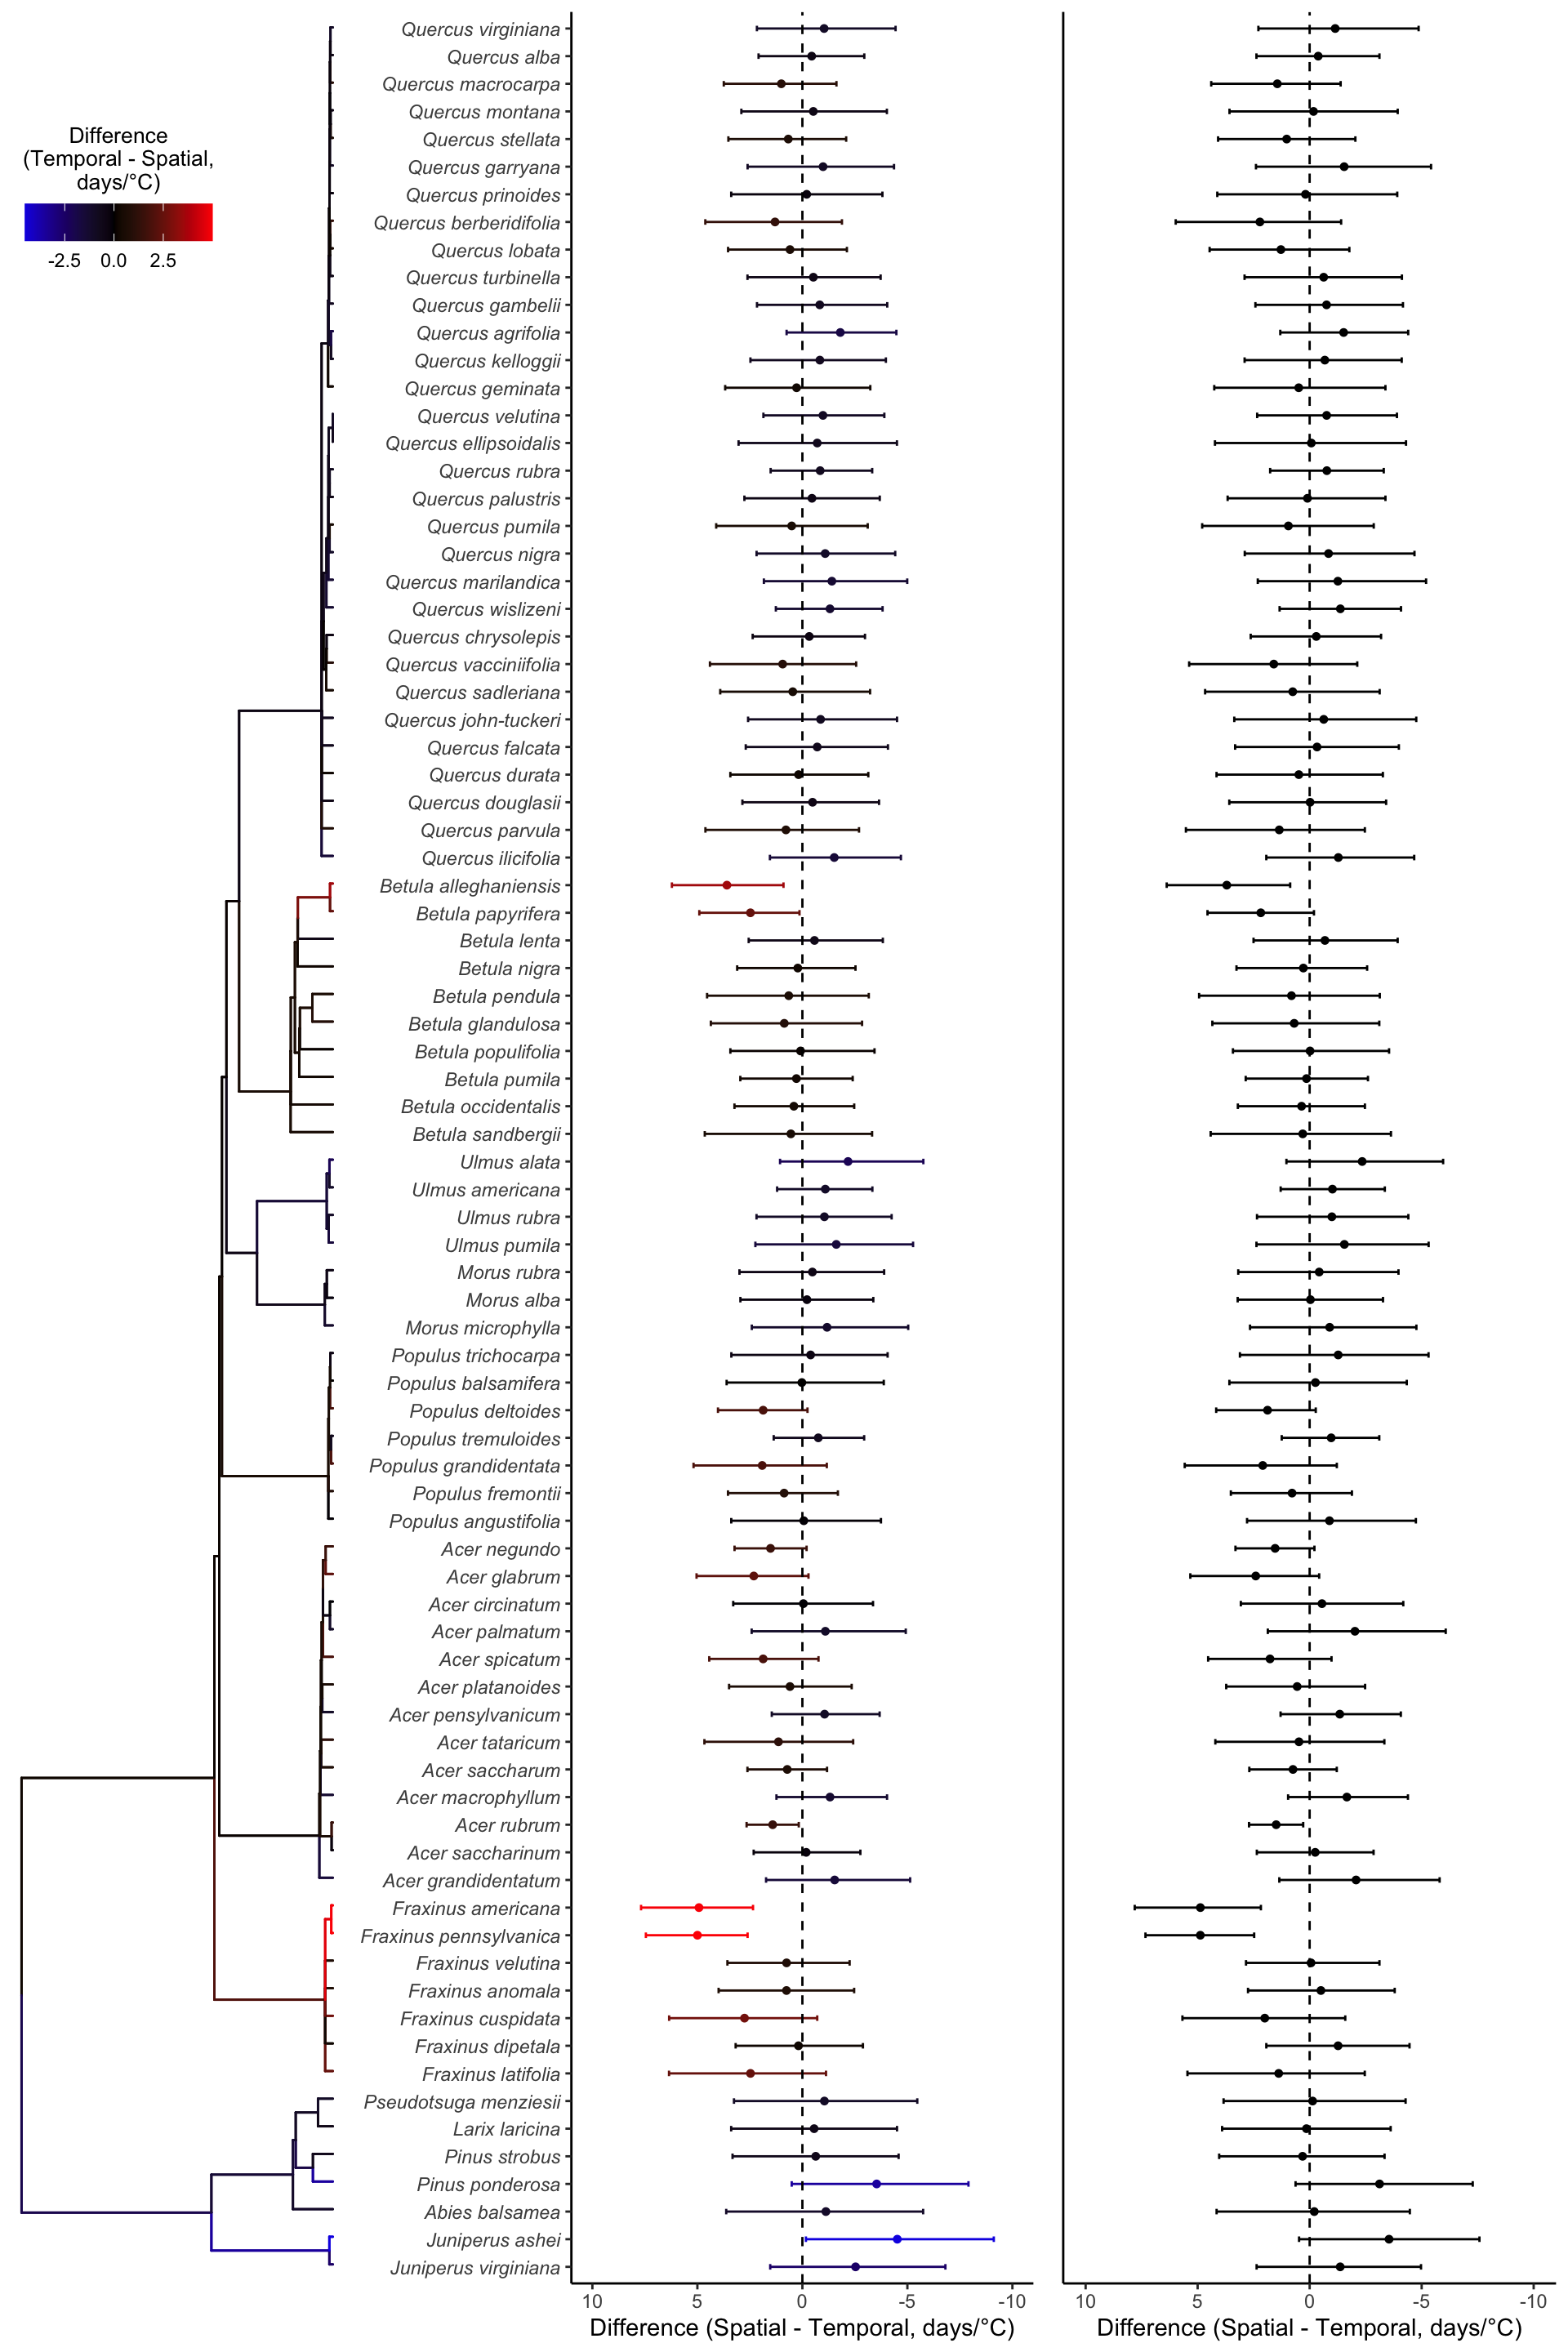 Difference
(Temporal - Spatial,
days/°C)
-2.5 0.0 2.5
Quercus virginiana
Quercus alba
Quercus macrocarpa
Quercus montana
Quercus stellata
Quercus garryana
Quercus prinoides
Quercus berberidifolia
Quercus lobata
Quercus turbinella
Quercus gambelii
Quercus agrifolia
Quercus kelloggii
Quercus geminata
Quercus velutina
Quercus ellipsoidalis
Quercus rubra
Quercus palustris
Quercus pumila
Quercus nigra
Quercus marilandica
Quercus wislizeni
Quercus chrysolepis
Quercus vacciniifolia
Quercus sadleriana
Quercus john-tuckeri
Quercus falcata
Quercus durata
Quercus douglasii
Quercus parvula
Quercus ilicifolia
Betula alleghaniensis
Betula papyrifera
Betula lenta
Betula nigra
Betula pendula
Betula glandulosa
Betula populifolia
Betula pumila
Betula occidentalis
Betula sandbergii
Ulmus alata
Ulmus americana
Ulmus rubra
Ulmus pumila
Morus rubra
Morus alba
Morus microphylla
Populus trichocarpa
Populus balsamifera
Populus deltoides
Populus tremuloides
Populus grandidentata
Populus fremontii
Populus angustifolia
Acer negundo
Acer glabrum
Acer circinatum
Acer palmatum
Acer spicatum
Acer platanoides
Acer pensylvanicum
Acer tataricum
Acer saccharum
Acer macrophyllum
Acer rubrum
Acer saccharinum
Acer grandidentatum
Fraxinus americana
Fraxinus pennsylvanica
Fraxinus velutina
Fraxinus anomala
Fraxinus cuspidata
Fraxinus dipetala
Fraxinus latifolia
Pseudotsuga menziesii
Larix laricina
Pinus strobus
Pinus ponderosa
Abies balsamea
Juniperus ashei
Juniperus virginiana
10 5 0 -5 -10
Difference (Spatial - Temporal, days/°C)
10 5 0 -5 -10
Difference (Spatial - Temporal, days/°C)